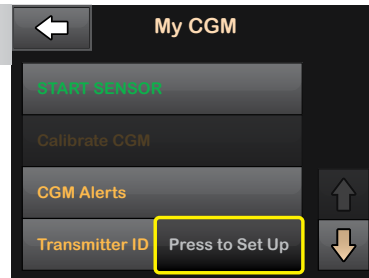 My CGM
START SENSOR
Calibrate CGM
CGM Alerts
Transmitter ID Press to Set Up